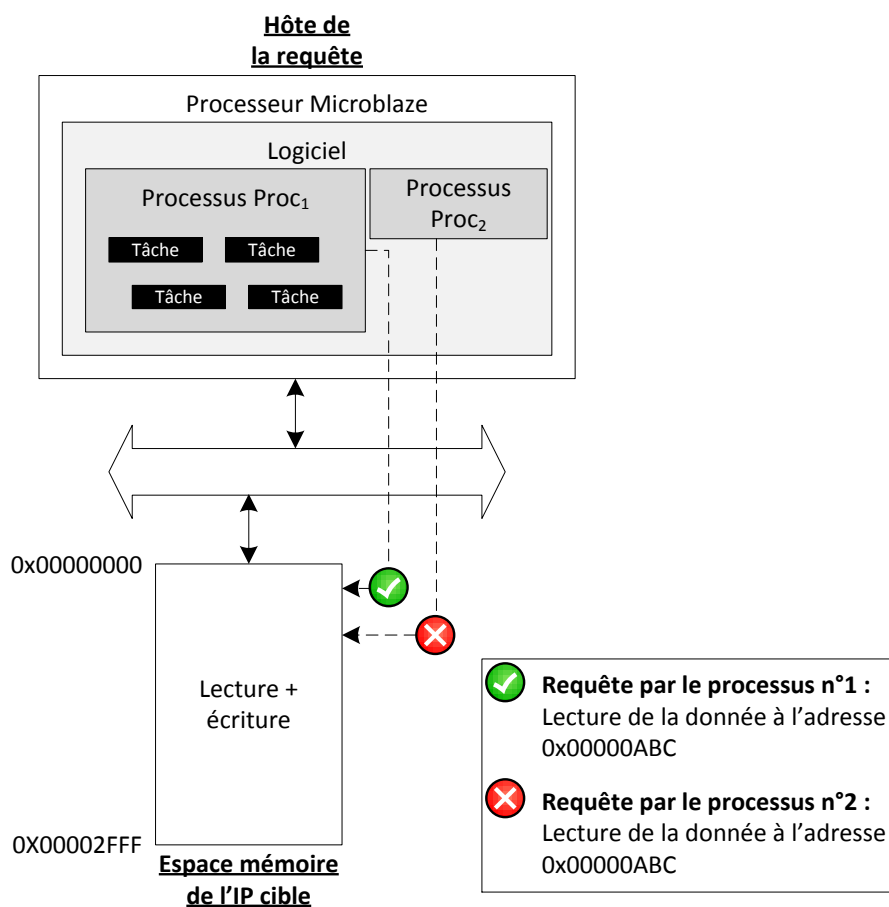 Hôte de
la requête
Processeur Microblaze
Logiciel
Processus Proc1
Processus
Proc2
Tâche
Tâche
Tâche
Tâche
0x00000000
Lecture +
écriture
0X00002FFF
Espace mémoire
de l’IP cible
Requête par le processus n°1 :
Lecture de la donnée à l’adresse
0x00000ABC
Requête par le processus n°2 :
Lecture de la donnée à l’adresse
0x00000ABC